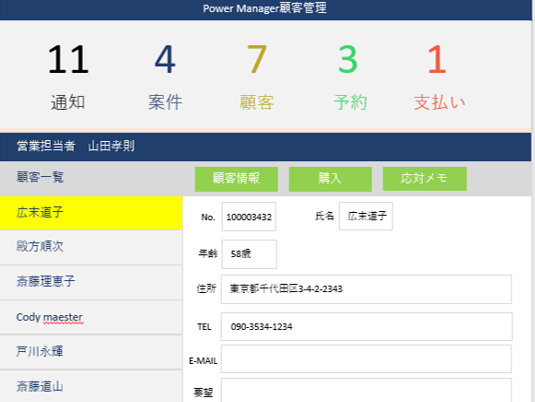 Power Manager顧客管理
11 4 7 3 1
通知 案件 顧客 予約 支払い
営業担当者 山田孝則
顧客一覧 顧客情報 購入 応対メモ
広末道子 No. 100003432 氏名 広末道子
殿方順次 年齢 58歳
斎藤理恵子 住所 東京都千代田区3-4-2-2343
Cody maester TEL 090-3534-1234
戸川永輝 E-MAIL
斎藤道山 要望